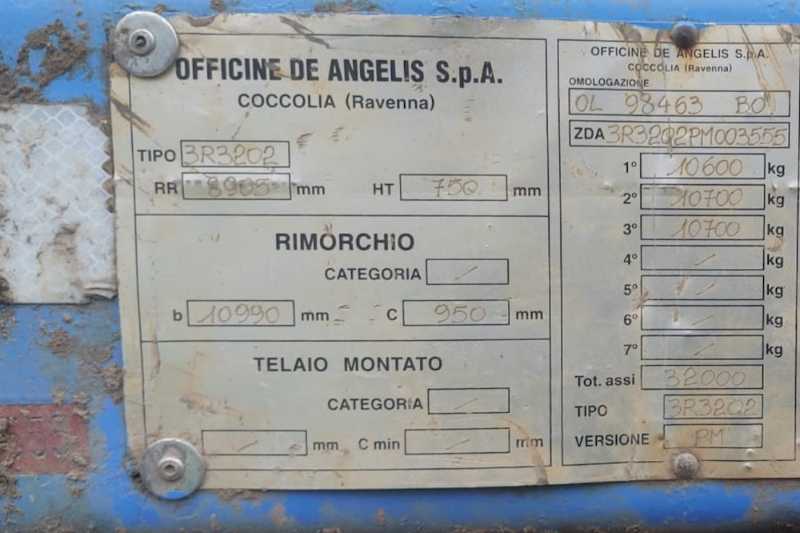 OFFICINE DE ANGELIS S.p.A.
COCCOLIA (Ravenna)
TIPO 3R3202
RR 8905 mm HT 750 mm
RIMORCHIO
CATEGORIA /
b 10990 mm C 950 mm
TELAIO MONTATO
CATEGORIA /
/ mm C min / mm
OFFICINE DE ANGELIS S.p.A.
COCCOLIA (Ravenna)
OMOLOGAZIONE
OL 98463 BO
ZDA3R3202PM003555
1° 10600 kg
2° 10700 kg
3° 10700 kg
4° / kg
5° / kg
6° / kg
7° / kg
Tot. assi 32000
TIPO 3R3202
VERSIONE PM